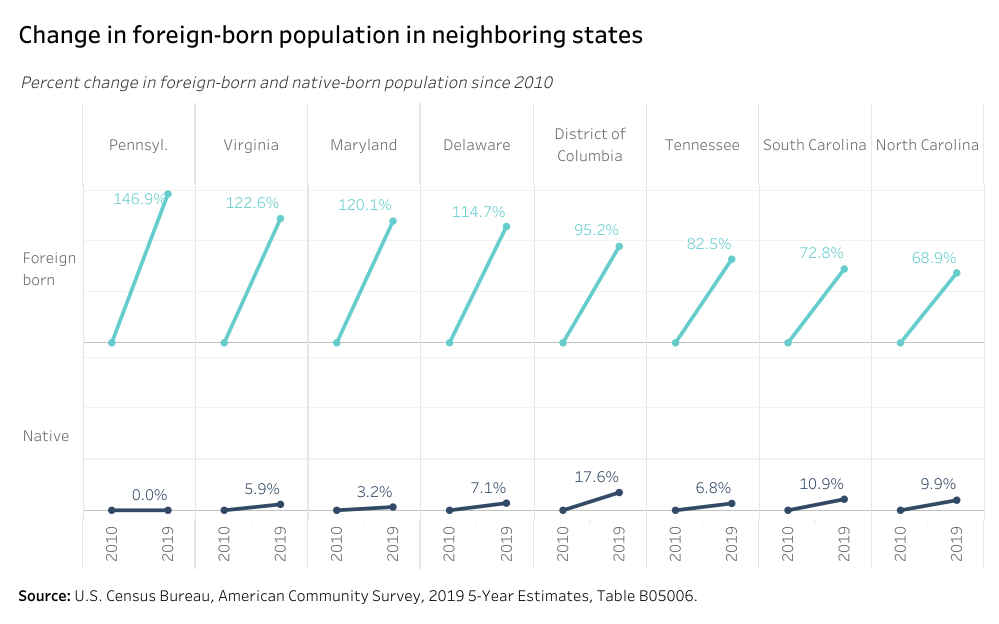 Change in foreign-born population in neighboring states
Percent change in foreign-born and native-born population since 2010
Pennsyl.
Virginia
Maryland
Delaware
District of
Columbia
Tennessee
South Carolina
North Carolina
Foreign
born
146.9%
122.6%
120.1%
114.7%
95.2%
82.5%
72.8%
68.9%
Native
0.0%
5.9%
3.2%
7.1%
17.6%
6.8%
10.9%
9.9%
2010
2019
2010
2019
2010
2019
2010
2019
2010
2019
2010
2019
2010
2019
2010
2019
Source: U.S. Census Bureau, American Community Survey, 2019 5-Year Estimates, Table B05006.